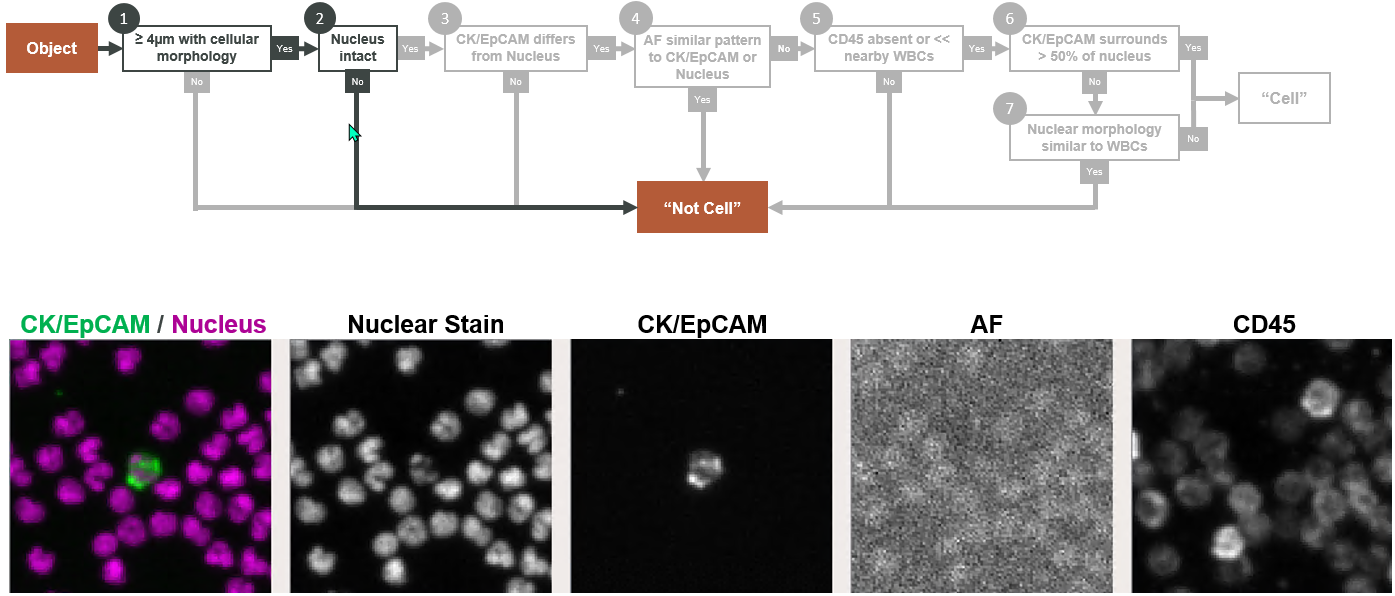 Object
1
≥ 4µm with cellular
morphology
Yes
No
2
Nucleus
intact
Yes
No
3
CK/EpCAM differs
from Nucleus
Yes
No
4
AF similar pattern
to CK/EpCAM or
Nucleus
No
Yes
5
CD45 absent or <<
nearby WBCs
Yes
No
6
CK/EpCAM surrounds
> 50% of nucleus
Yes
No
7
Nuclear morphology
similar to WBCs
No
Yes
“Cell”
“Not Cell”
CK/EpCAM / Nucleus
Nuclear Stain
CK/EpCAM
AF
CD45